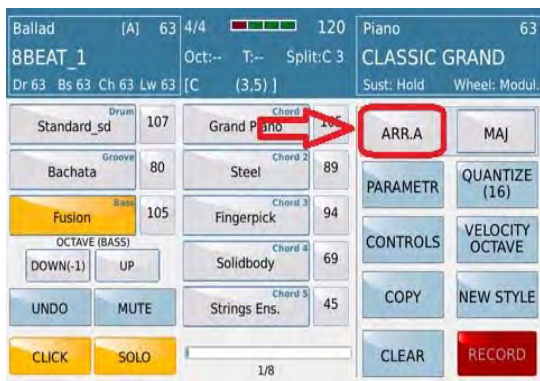 Ballad [A] 63
8BEAT_1
Dr 63 Bs 63 Ch 63 Lw 63
4/4 120
Oct:-- T:-- Split:C 3
[C (3,5) ]
Piano 63
CLASSIC GRAND
Sust: Hold Wheel: Modul.
Drum
Standard_sd 107
Groove
Bachata 80
Bass
Fusion 105
OCTAVE (BASS)
DOWN(-1) UP
UNDO MUTE
CLICK SOLO
Chord
Grand Piano 105
Chord 2
Steel 89
Chord 3
Fingerpick 94
Chord 4
Solidbody 69
Chord 5
Strings Ens. 45
1/8
ARR.A MAJ
PARAMETR QUANTIZE
(16)
CONTROLS VELOCITY
OCTAVE
COPY NEW STYLE
CLEAR RECORD